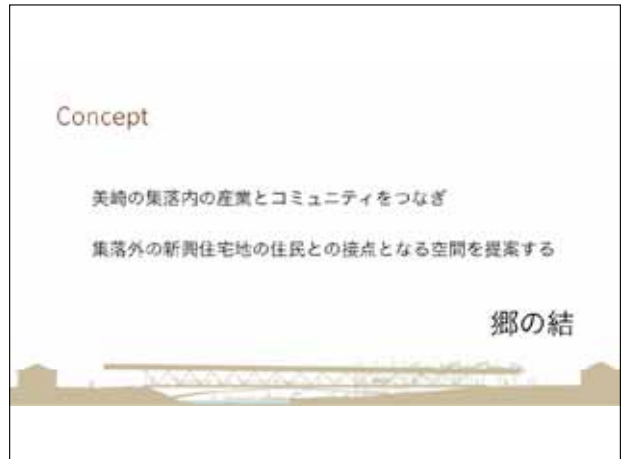 Concept
美崎の集落内の産業とコミュニティをつなぎ
集落外の新興住宅地の住民との接点となる空間を提案する
郷の結